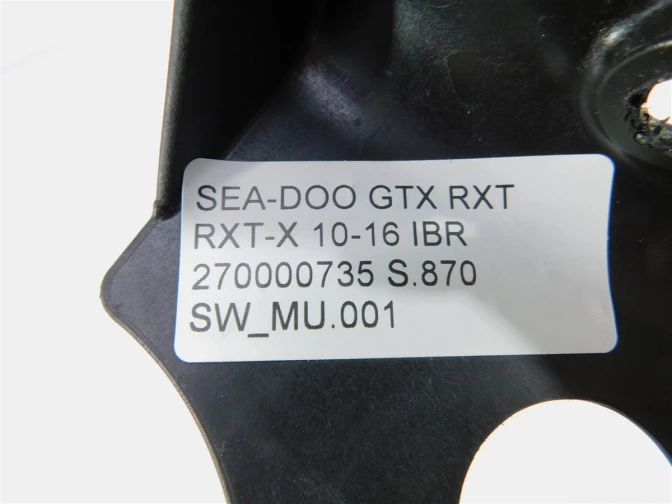 SEA-DOO GTX RXT
RXT-X 10-16 IBR
270000735 S.870
SW_MU.001